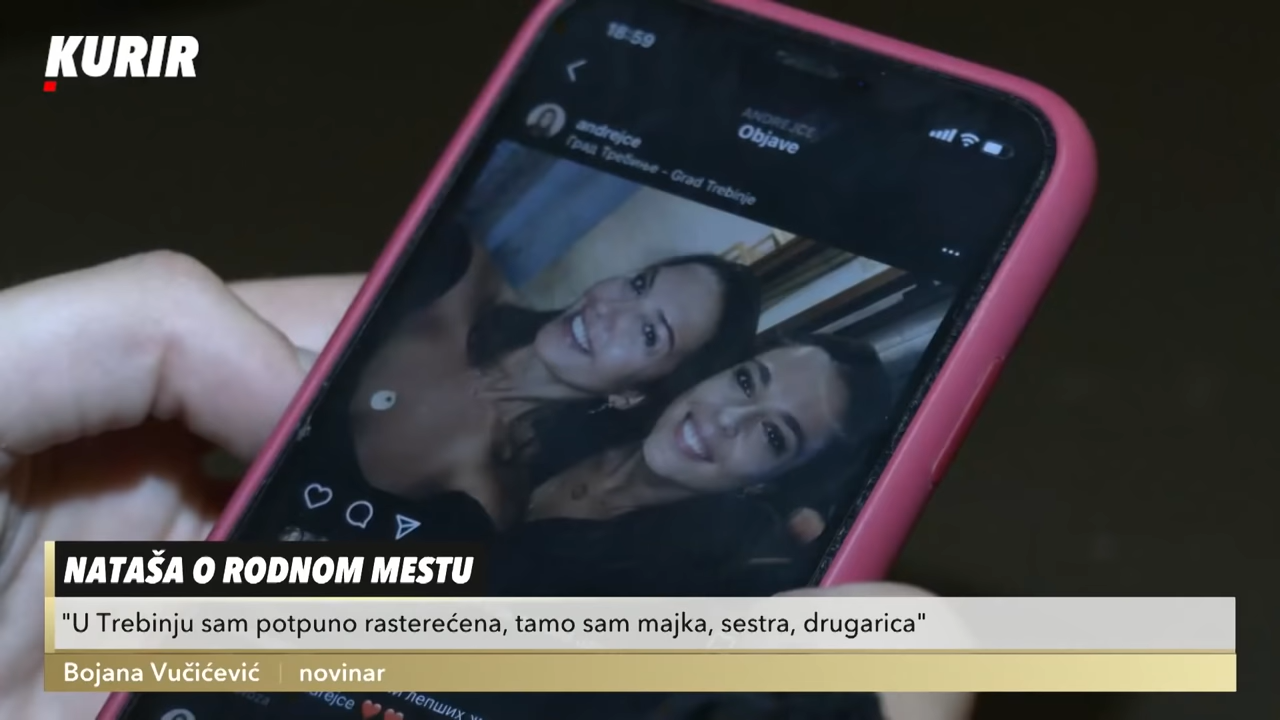 KURIR
18:59
ANDREJCE
Objave
andrejce
Град Требиње - Grad Trebinje
NATAŠA O RODNOM MESTU
"U Trebinju sam potpuno rasterećena, tamo sam majka, sestra, drugarica"
Bojana Vučićević | novinar
лепших